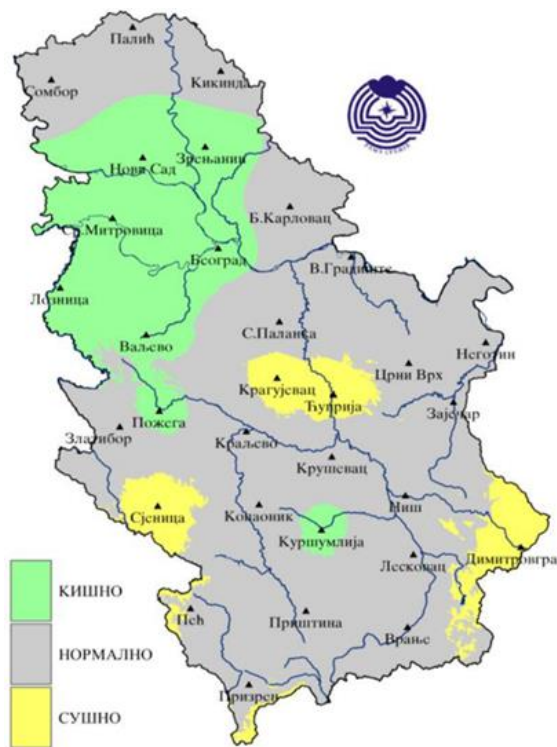 Палић
Сомбор
Кикинда
Нови Сад
Зрењанин
Б.Карловац
С.Митровица
Београд
В.Градиште
Лозница
Ваљево
С.Паланка
Неготин
Црни Врх
Крагујевац
Ћуприја
Зајечар
Пожега
Златибор
Краљево
Крушевац
Сјеница
Копаоник
Ниш
Куршумлија
Димитровгра
Лесковац
КИШНО
Пећ
Приштина
Врање
НОРМАЛНО
Призрен
СУШНО